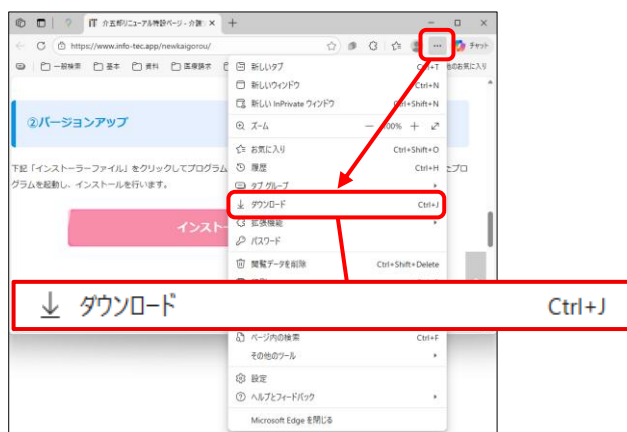 介五郎リニューアル特設ページ - 介護:
https://www.info-tec.app/newkaigorou/
チャット
一般検索 基本 資料 医療請求
他のお気に入り
②バージョンアップ
下記「インストーラーファイル」をクリックしてプログラム
たプロ
グラムを起動し、インストールを行います。
インストー
新しいタブ Ctrl+T
新しいウィンドウ Ctrl+N
新しい InPrivate ウィンドウ Ctrl+Shift+N
ズーム 100%
お気に入り Ctrl+Shift+O
履歴 Ctrl+H
タブ グループ
ダウンロード Ctrl+J
拡張機能
パスワード
閲覧データを削除 Ctrl+Shift+Delete
ダウンロード Ctrl+J
ページ内の検索 Ctrl+F
その他のツール
設定
ヘルプとフィードバック
Microsoft Edge を閉じる